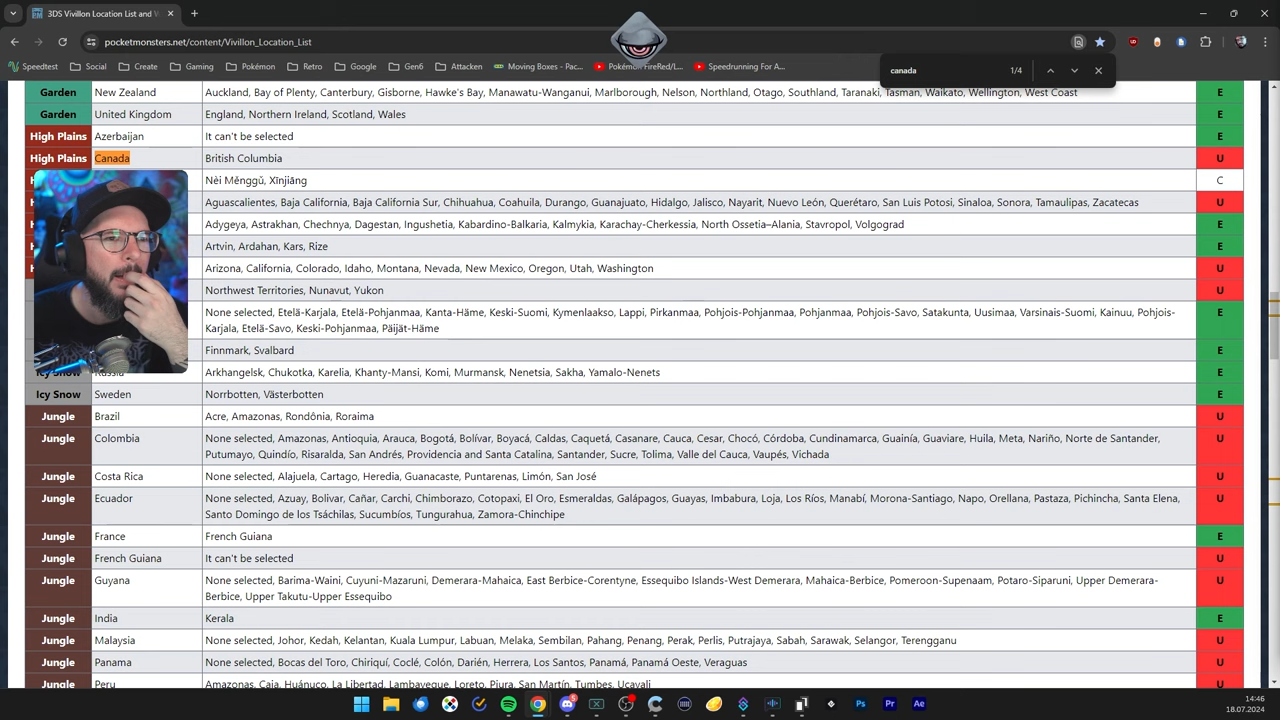 3DS Vivillon Location List and V
pocketmonsters.net/content/Vivillon_Location_List
Speedtest Social Create Gaming Pokémon Retro Google Gen6 Attacken Moving Boxes - Pac... Pokémon FireRed/L... Speedrunning For A...
canada 1/4
Garden New Zealand Auckland, Bay of Plenty, Canterbury, Gisborne, Hawke's Bay, Manawatu-Wanganui, Marlborough, Nelson, Northland, Otago, Southland, Taranaki, Tasman, Waikato, Wellington, West Coast E
Garden United Kingdom England, Northern Ireland, Scotland, Wales E
High Plains Azerbaijan It can't be selected E
High Plains Canada British Columbia U
Nèi Měnggǔ, Xīnjiāng C
Aguascalientes, Baja California, Baja California Sur, Chihuahua, Coahuila, Durango, Guanajuato, Hidalgo, Jalisco, Nayarit, Nuevo León, Querétaro, San Luis Potosi, Sinaloa, Sonora, Tamaulipas, Zacatecas U
Adygeya, Astrakhan, Chechnya, Dagestan, Ingushetia, Kabardino-Balkaria, Kalmykia, Karachay-Cherkessia, North Ossetia–Alania, Stavropol, Volgograd E
Artvin, Ardahan, Kars, Rize E
Arizona, California, Colorado, Idaho, Montana, Nevada, New Mexico, Oregon, Utah, Washington U
Northwest Territories, Nunavut, Yukon U
None selected, Etelä-Karjala, Etelä-Pohjanmaa, Kanta-Häme, Keski-Suomi, Kymenlaakso, Lappi, Pirkanmaa, Pohjois-Pohjanmaa, Pohjanmaa, Pohjois-Savo, Satakunta, Uusimaa, Varsinais-Suomi, Kainuu, Pohjois- E
Karjala, Etelä-Savo, Keski-Pohjanmaa, Päijät-Häme
Finnmark, Svalbard E
Icy Snow Russia Arkhangelsk, Chukotka, Karelia, Khanty-Mansi, Komi, Murmansk, Nenetsia, Sakha, Yamalo-Nenets E
Icy Snow Sweden Norrbotten, Västerbotten E
Jungle Brazil Acre, Amazonas, Rondônia, Roraima U
Jungle Colombia None selected, Amazonas, Antioquia, Arauca, Bogotá, Bolívar, Boyacá, Caldas, Caquetá, Casanare, Cauca, Cesar, Chocó, Córdoba, Cundinamarca, Guainía, Guaviare, Huila, Meta, Nariño, Norte de Santander, U
Putumayo, Quindío, Risaralda, San Andrés, Providencia and Santa Catalina, Santander, Sucre, Tolima, Valle del Cauca, Vaupés, Vichada
Jungle Costa Rica None selected, Alajuela, Cartago, Heredia, Guanacaste, Puntarenas, Limón, San José U
Jungle Ecuador None selected, Azuay, Bolivar, Cañar, Carchi, Chimborazo, Cotopaxi, El Oro, Esmeraldas, Galápagos, Guayas, Imbabura, Loja, Los Ríos, Manabí, Morona-Santiago, Napo, Orellana, Pastaza, Pichincha, Santa Elena, U
Santo Domingo de los Tsáchilas, Sucumbíos, Tungurahua, Zamora-Chinchipe
Jungle France French Guiana E
Jungle French Guiana It can't be selected U
Jungle Guyana None selected, Barima-Waini, Cuyuni-Mazaruni, Demerara-Mahaica, East Berbice-Corentyne, Essequibo Islands-West Demerara, Mahaica-Berbice, Pomeroon-Supenaam, Potaro-Siparuni, Upper Demerara- U
Berbice, Upper Takutu-Upper Essequibo
Jungle India Kerala E
Jungle Malaysia None selected, Johor, Kedah, Kelantan, Kuala Lumpur, Labuan, Melaka, Sembilan, Pahang, Penang, Perak, Perlis, Putrajaya, Sabah, Sarawak, Selangor, Terengganu U
Jungle Panama None selected, Bocas del Toro, Chiriquí, Coclé, Colón, Darién, Herrera, Los Santos, Panamá, Panamá Oeste, Veraguas U
Jungle Peru Amazonas, Caja, Huánuco, La Libertad, Lambayeque, Loreto, Piura, San Martín, Tumbes, Ucayali U
14:46
18.07.2024